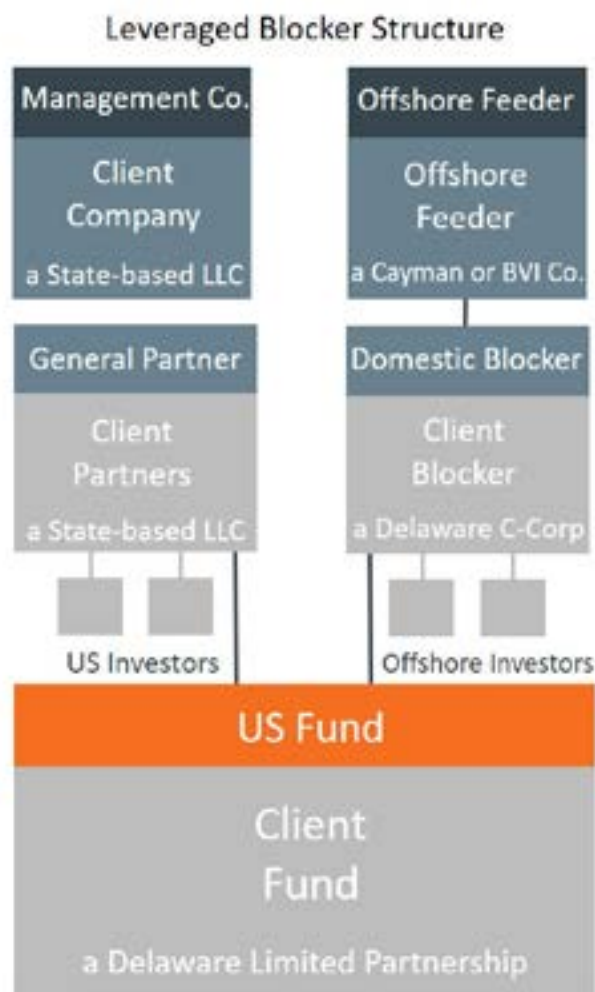 Leveraged Blocker Structure
Management Co.
Client
Company
a State-based LLC
Offshore Feeder
Offshore
Feeder
a Cayman or BVI Co.
General Partner
Client
Partners
a State-based LLC
Domestic Blocker
Client
Blocker
a Delaware C-Corp
US Investors
Offshore Investors
US Fund
Client
Fund
a Delaware Limited Partnership